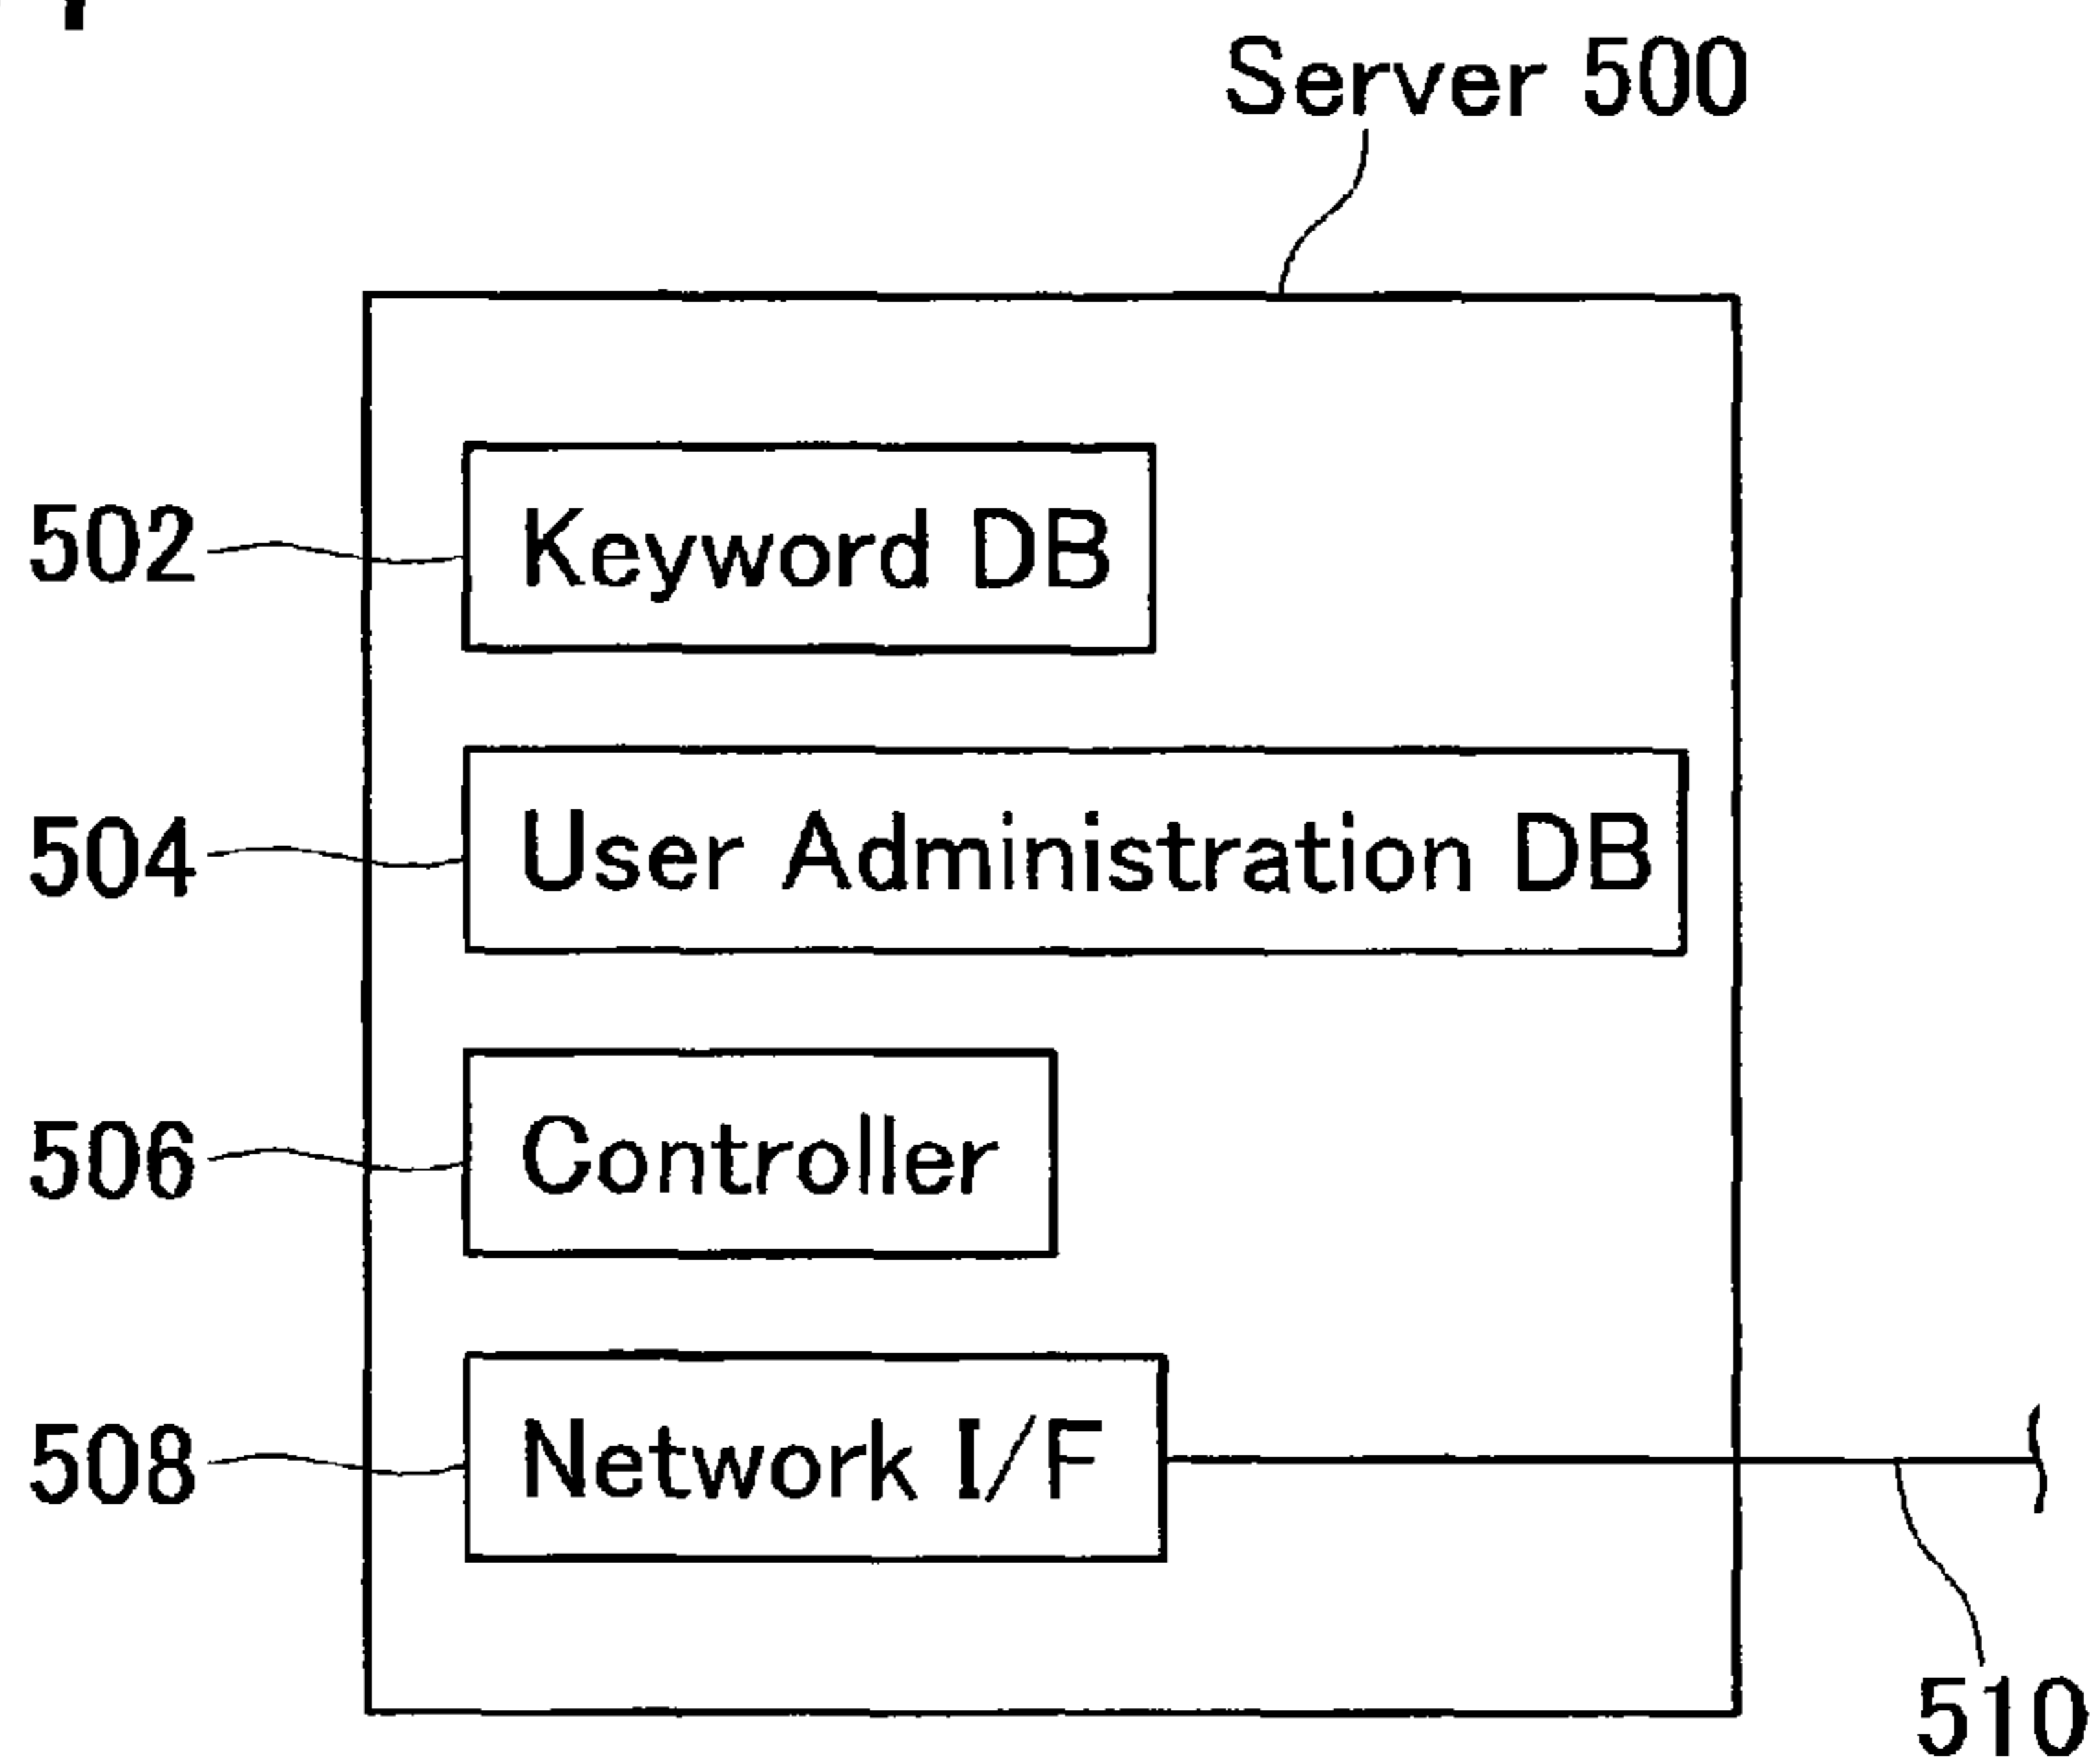 Server 500
502
Keyword DB
504
User Administration DB
506
Controller
508
Network I/F
510